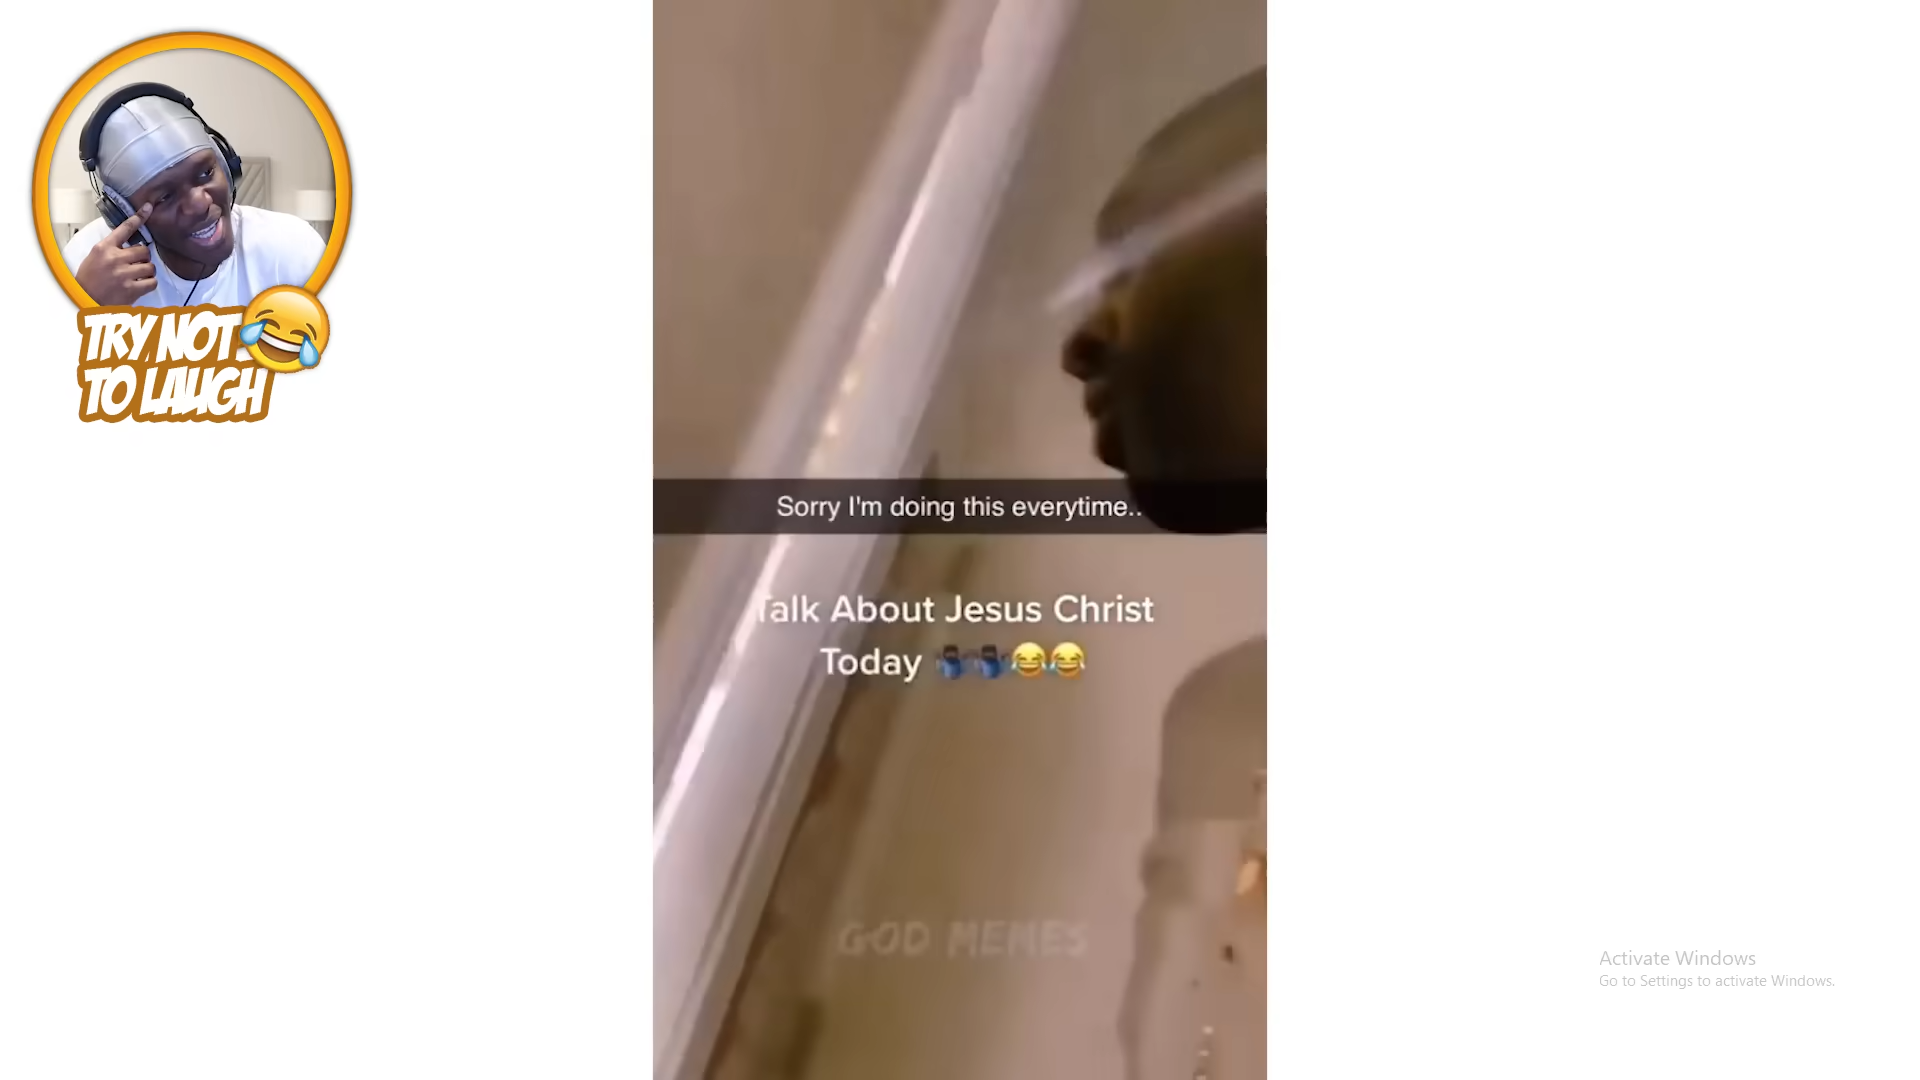 TRY NOT
TO LAUGH
Sorry I'm doing this everytime..
Talk About Jesus Christ
Today 😂😂
GOD MEMES
Activate Windows
Go to Settings to activate Windows.